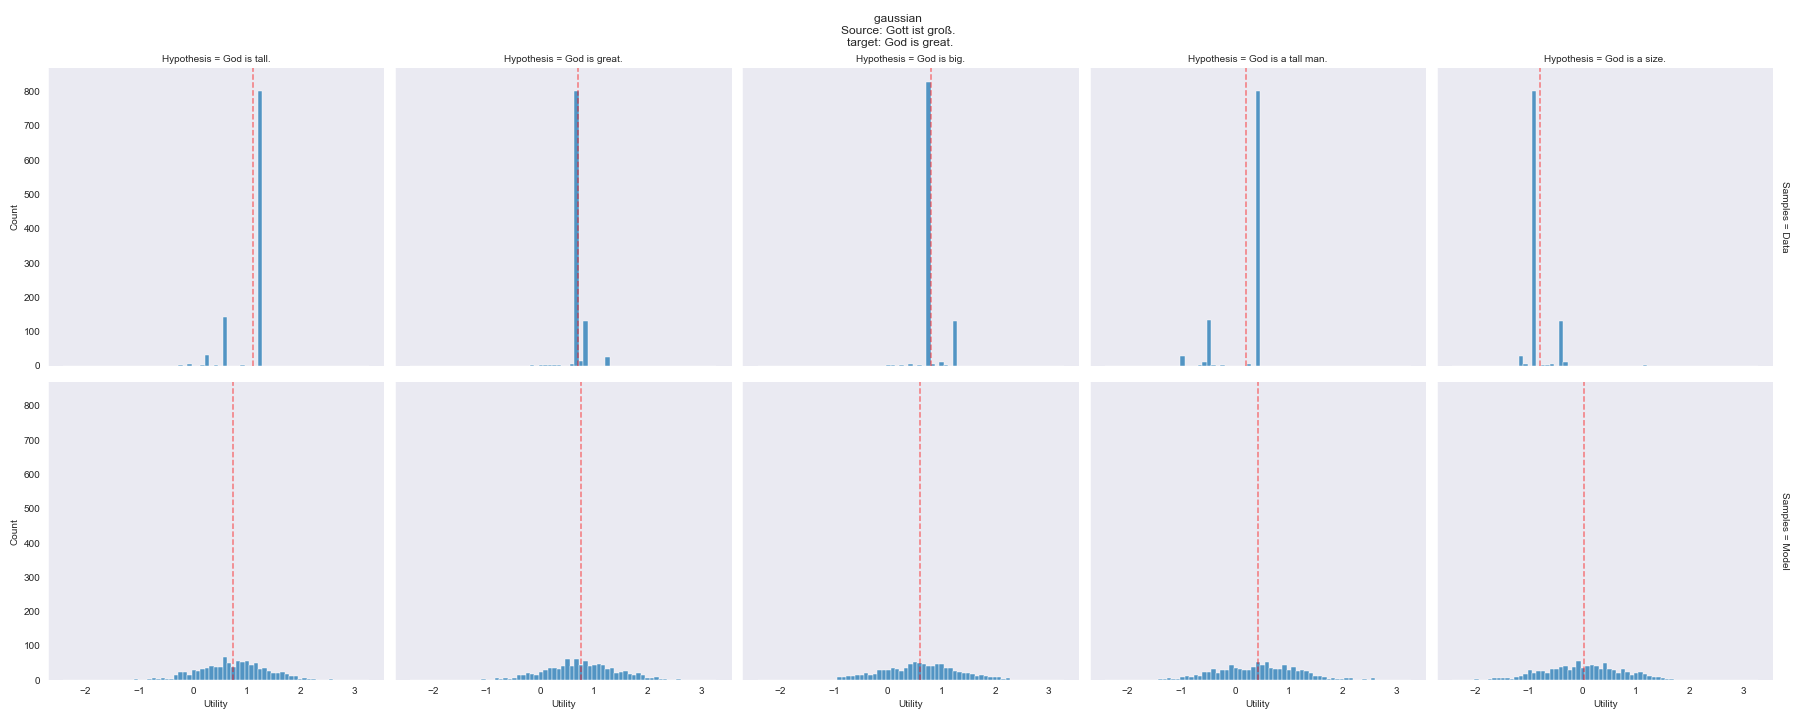 gaussian
Source: Gott ist groß.
target: God is great.
Hypothesis = God is tall.
Hypothesis = God is great.
Hypothesis = God is big.
Hypothesis = God is a tall man.
Hypothesis = God is a size.
800
700
600
500
400
300
200
100
0
Count
Samples = Data
800
700
600
500
400
300
200
100
0
Count
Samples = Model
−2 −1 0 1 2 3
−2 −1 0 1 2 3
−2 −1 0 1 2 3
−2 −1 0 1 2 3
−2 −1 0 1 2 3
Utility
Utility
Utility
Utility
Utility